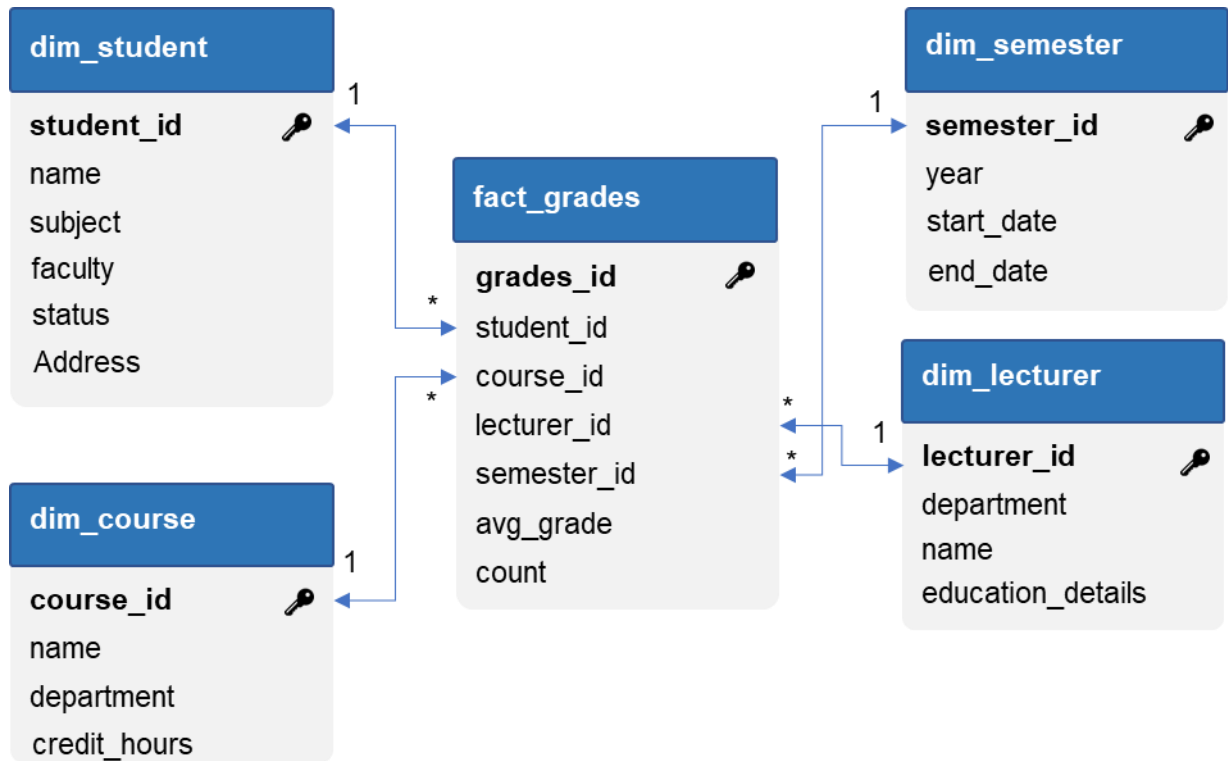 dim_student
student_id
name
subject
faculty
status
Address
1
*
dim_course
course_id
name
department
credit_hours
1
*
fact_grades
grades_id
student_id
course_id
lecturer_id
semester_id
avg_grade
count
dim_semester
semester_id
year
start_date
end_date
1
*
dim_lecturer
lecturer_id
department
name
education_details
1
*